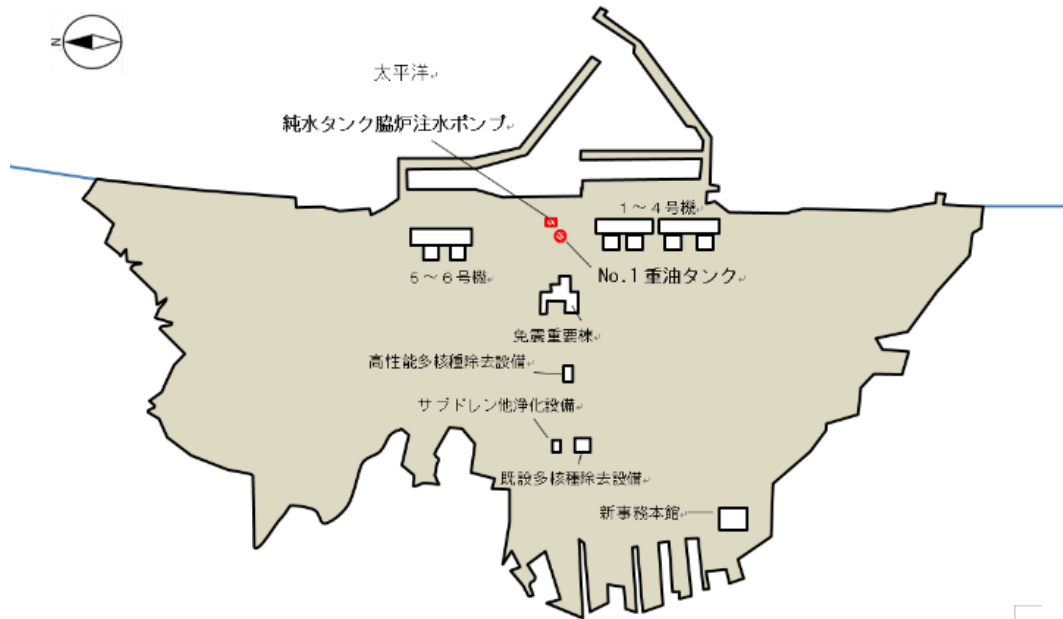 N
太平洋
純水タンク脇炉注水ポンプ
1～4号機
5～6号機
No.1重油タンク
免震重要棟
高性能多核種除去設備
サブドレン他浄化設備
既設多核種除去設備
新事務本館